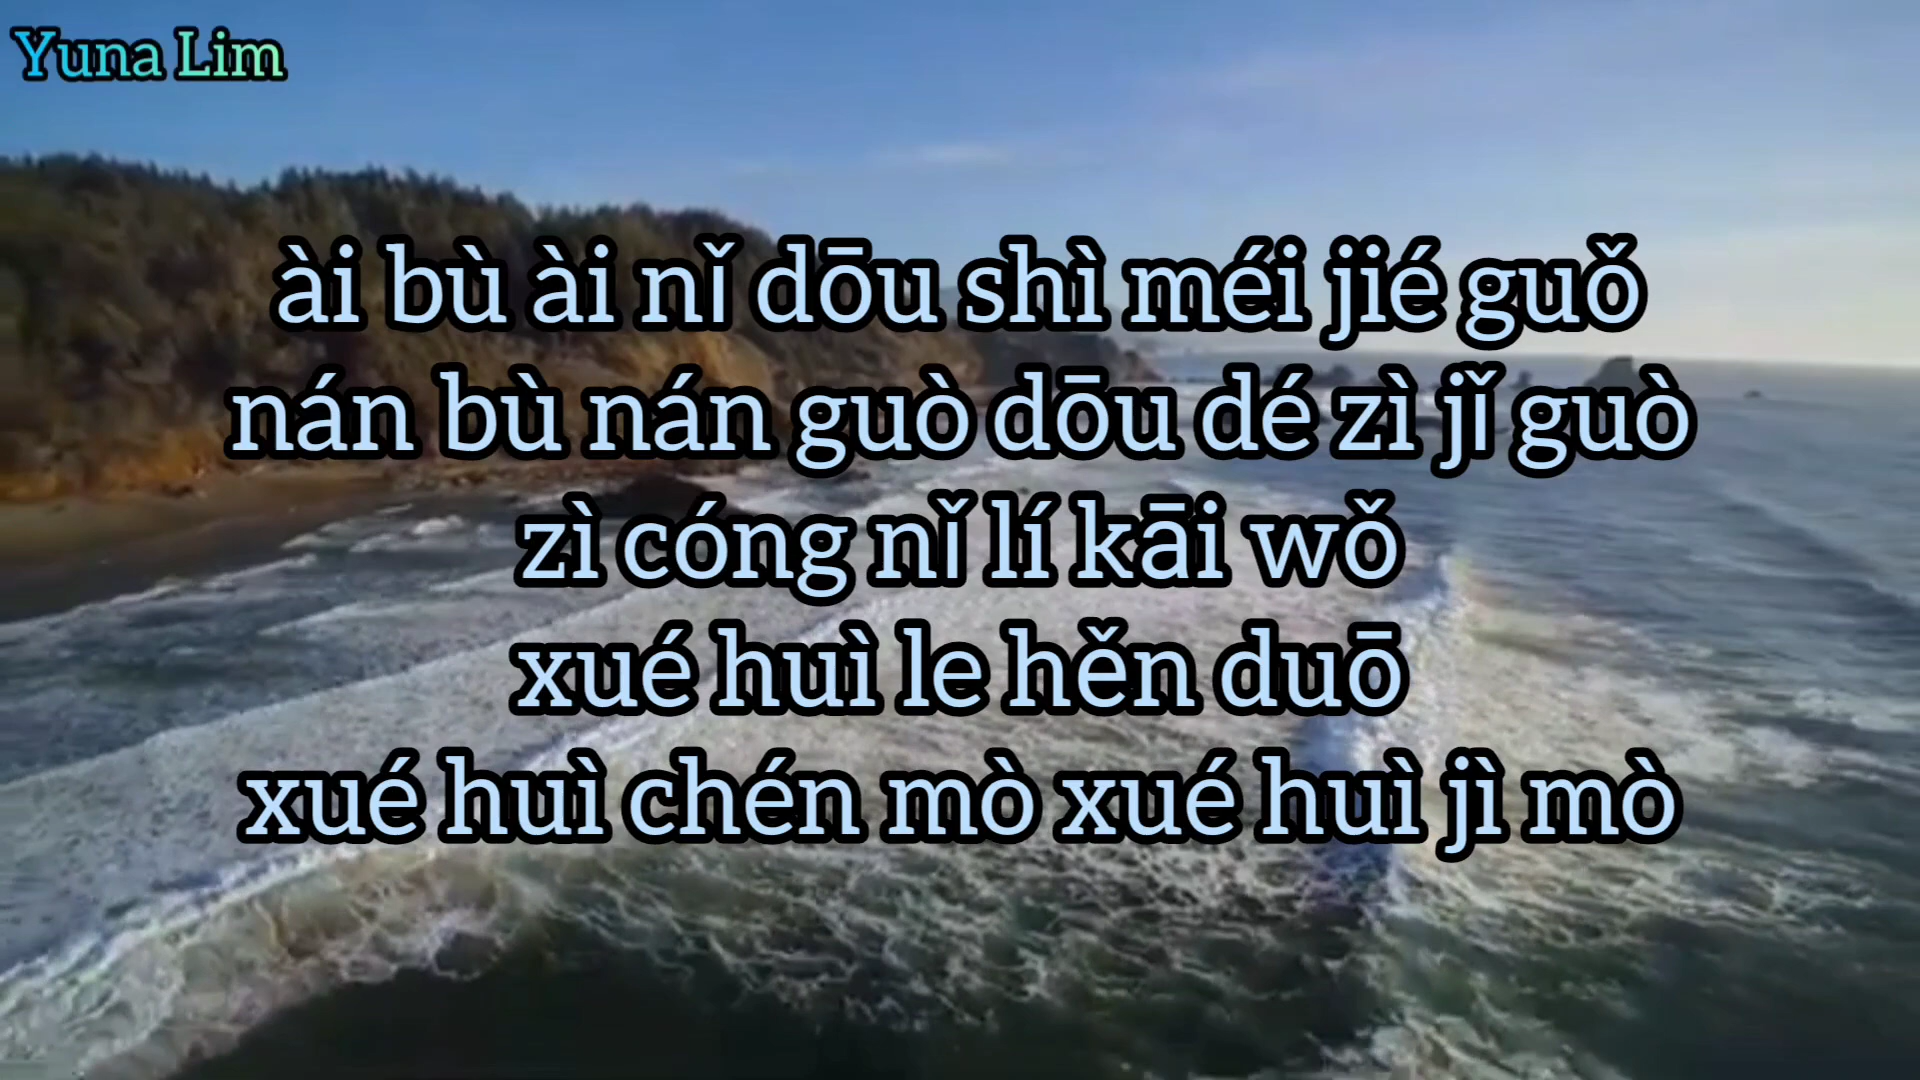 Yuna Lim
ài bù ài nǐ dōu shì méi jié guǒ
nán bù nán guò dōu dé zì jǐ guò
zì cóng nǐ lí kāi wǒ
xué huì le hěn duō
xué huì chén mò xué huì jì mò